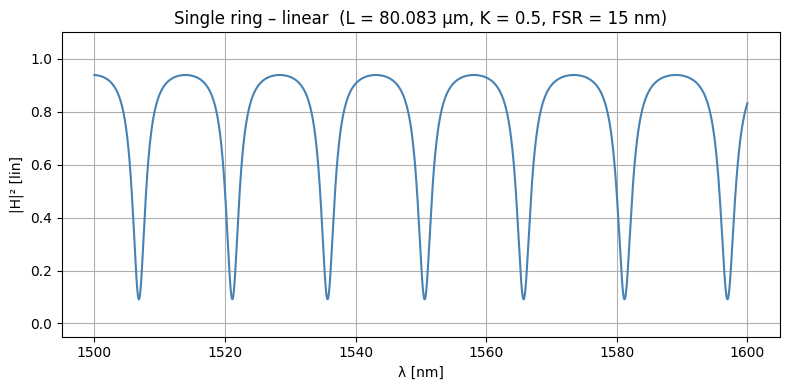 Single ring – linear  (L = 80.083 µm, K = 0.5, FSR = 15 nm)
|H|² [lin]
1.0
0.8
0.6
0.4
0.2
0.0
1500 1520 1540 1560 1580 1600
λ [nm]